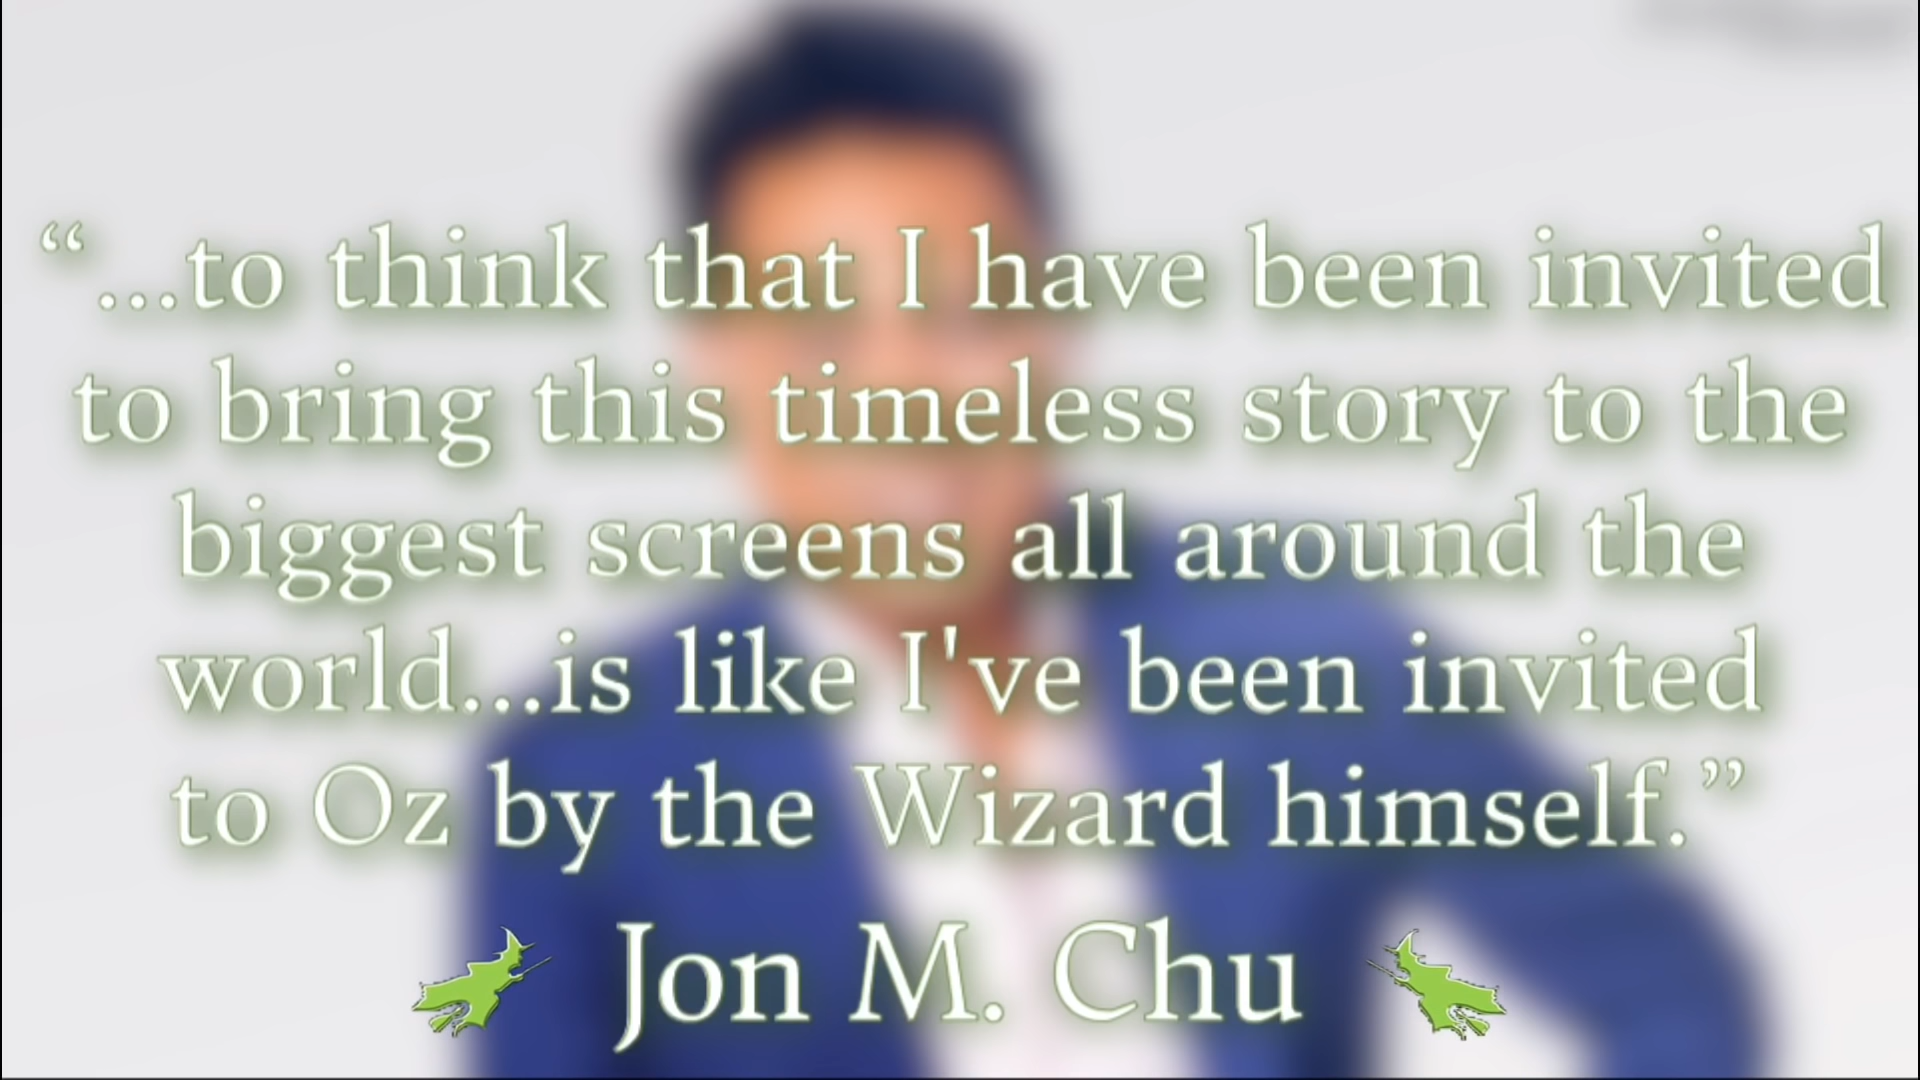 “...to think that I have been invited
to bring this timeless story to the
biggest screens all around the
world...is like I've been invited
to Oz by the Wizard himself.”
Jon M. Chu